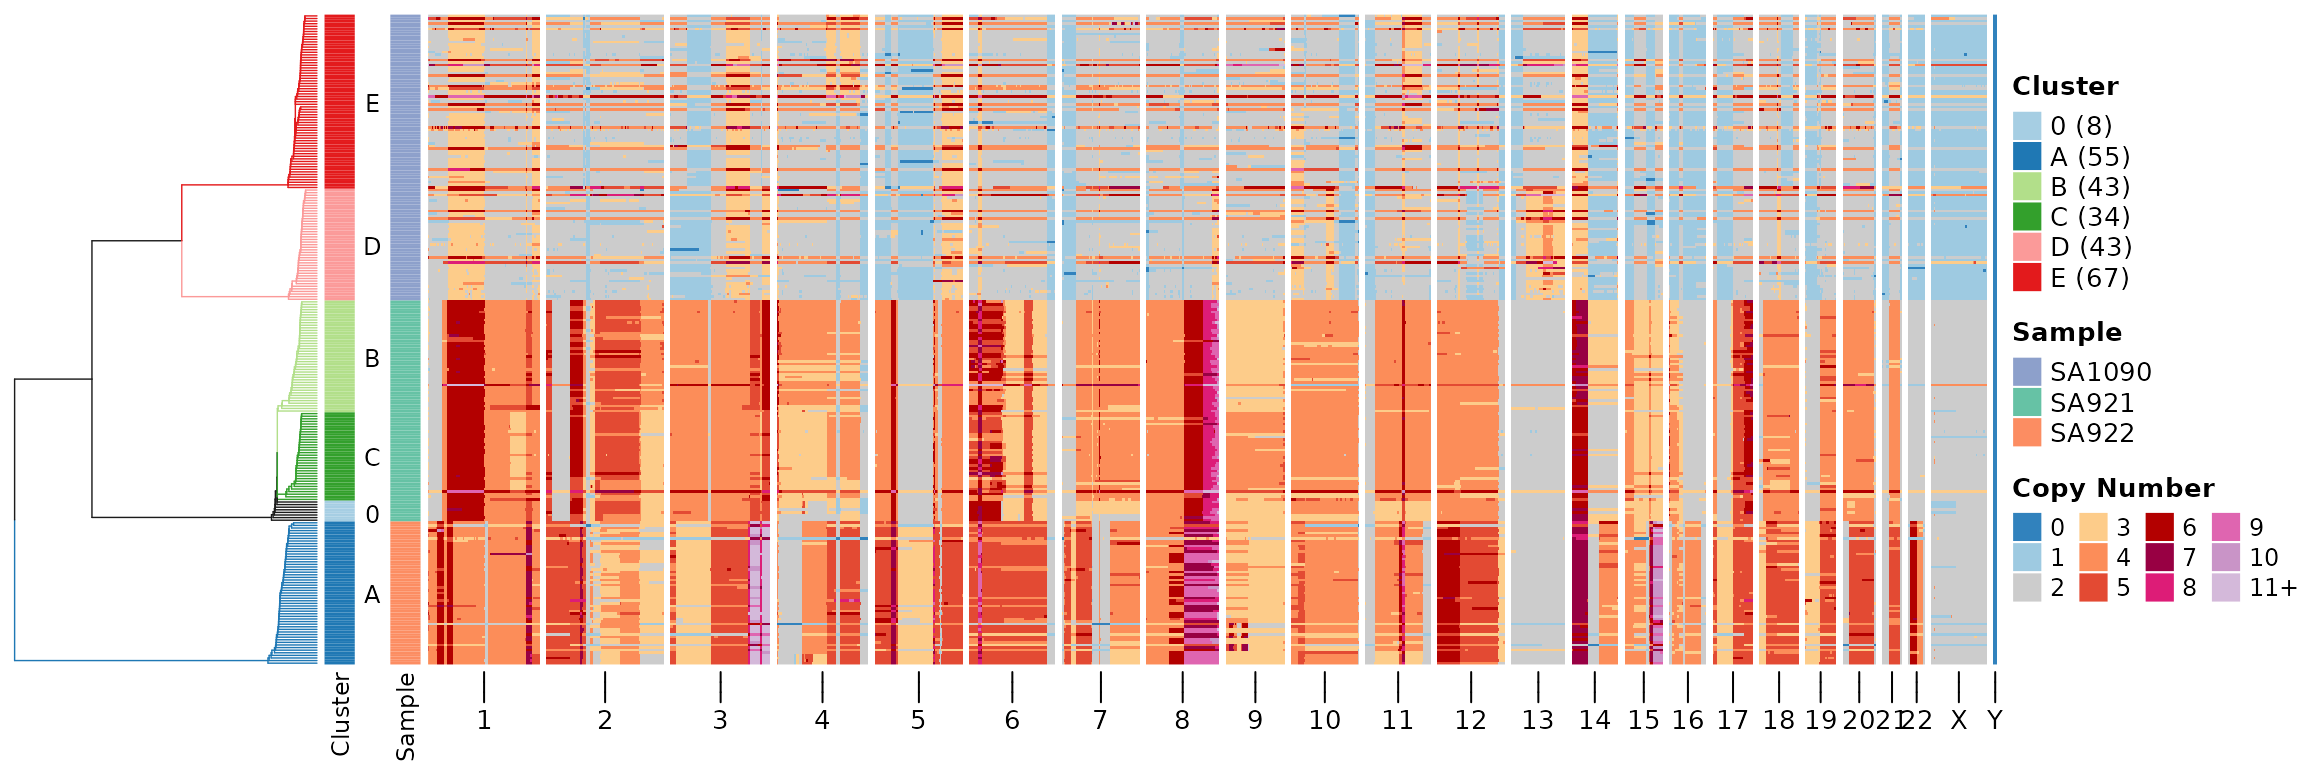 E
D
B
C
0
A
Cluster
Sample
1 2 3 4 5 6 7 8 9 10 11 12 13 14 15 16 17 18 19 20 21 22 X Y
Cluster
0 (8)
A (55)
B (43)
C (34)
D (43)
E (67)
Sample
SA1090
SA921
SA922
Copy Number
0 3 6 9
1 4 7 10
2 5 8 11+